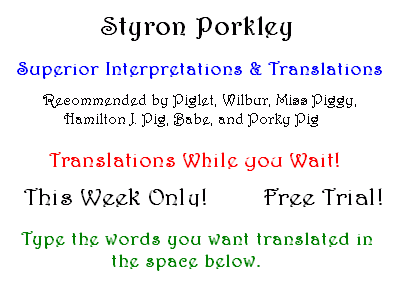 Styron Porkley
Superior Interpretations & Translations
Recommended by Piglet, Wilbur, Miss Piggy,
Hamilton J. Pig, Babe, and Porky Pig
Translations While you Wait!
This Week Only! Free Trial!
Type the words you want translated in
the space below.